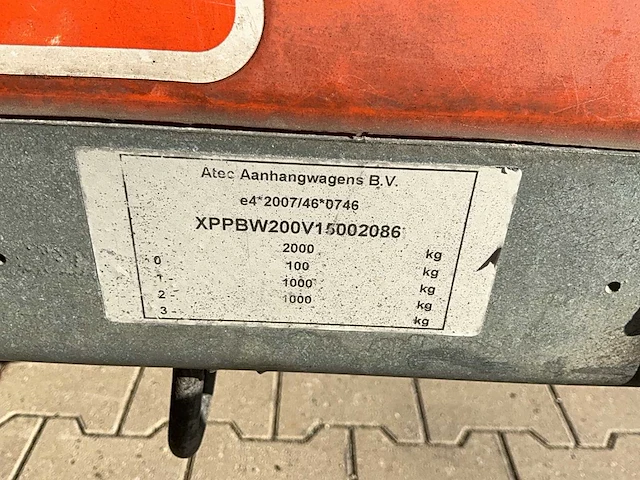 Atec Aanhangwagens B.V.
e4*2007/46*0746
XPPBW200V15002086
2000 kg
0 - 100 kg
1 - 1000 kg
2 - 1000 kg
3 - kg